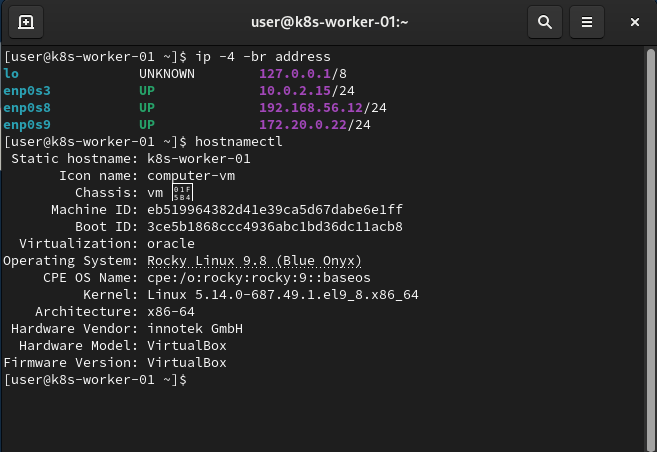 user@k8s-worker-01:~
[user@k8s-worker-01 ~]$ ip -4 -br address
lo               UNKNOWN        127.0.0.1/8
enp0s3           UP             10.0.2.15/24
enp0s8           UP             192.168.56.12/24
enp0s9           UP             172.20.0.22/24
[user@k8s-worker-01 ~]$ hostnamectl
 Static hostname: k8s-worker-01
       Icon name: computer-vm
         Chassis: vm 🖴
      Machine ID: eb519964382d41e39ca5d67dabe6e1ff
         Boot ID: 3ce5b1868ccc4936abc1bd36dc11acb8
  Virtualization: oracle
Operating System: Rocky Linux 9.8 (Blue Onyx)
     CPE OS Name: cpe:/o:rocky:rocky:9::baseos
          Kernel: Linux 5.14.0-687.49.1.el9_8.x86_64
    Architecture: x86-64
 Hardware Vendor: innotek GmbH
  Hardware Model: VirtualBox
Firmware Version: VirtualBox
[user@k8s-worker-01 ~]$